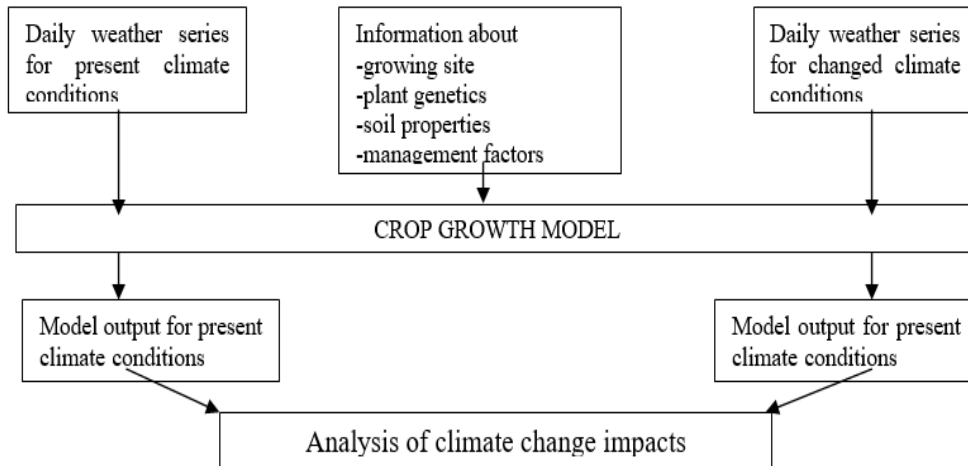 Daily weather series
for present climate
conditions
Information about
-growing site
-plant genetics
-soil properties
-management factors
Daily weather series
for changed climate
conditions
CROP GROWTH MODEL
Model output for present
climate conditions
Model output for present
climate conditions
Analysis of climate change impacts